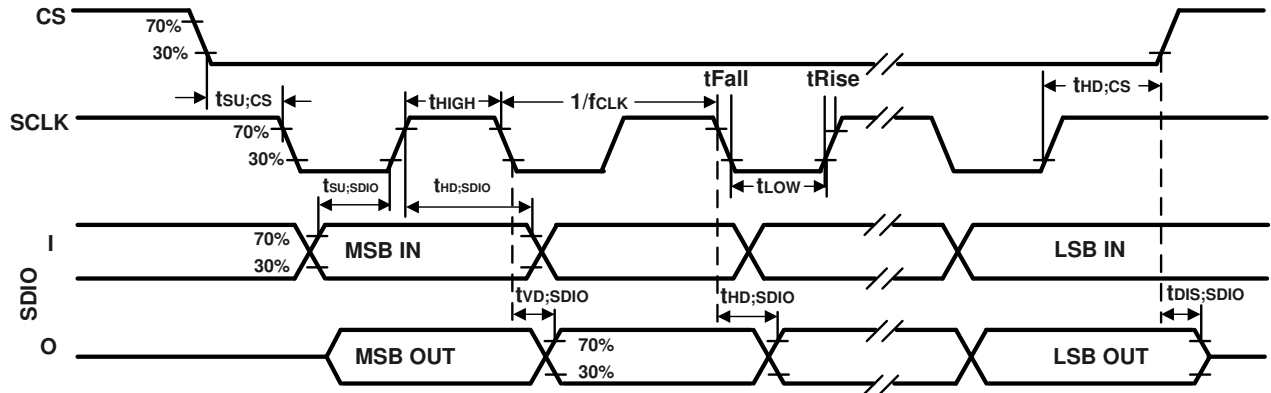 CS
70%
30%
tSU;CS
tHIGH
1/fCLK
tFall
tRise
tHD;CS
SCLK
70%
30%
tSU;SDIO
tHD;SDIO
tLOW
SDIO
I
70%
30%
MSB IN
LSB IN
tVD;SDIO
tHD;SDIO
tDIS;SDIO
O
MSB OUT
70%
30%
LSB OUT